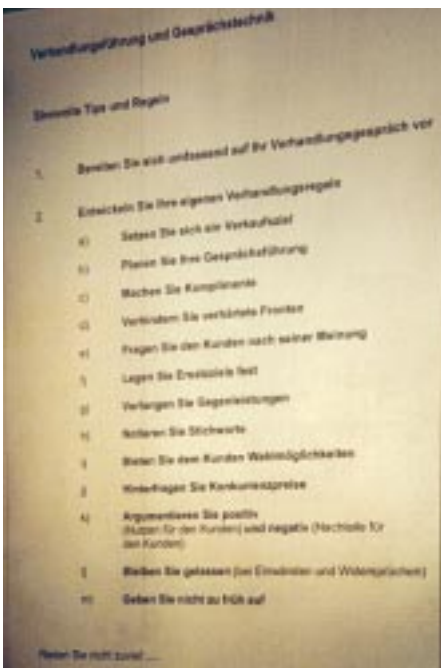 Verhandlungsführung und Gesprächstechnik
Tips und Regeln
1. Bereiten Sie sich umfassend auf Ihr Verhandlungsgespräch vor
2. Entwickeln Sie Ihre eigenen Verhandlungsregeln
a) Setzen Sie sich ein Verkaufsziel
b) Planen Sie Ihre Gesprächsführung
c) Machen Sie Komplimente
d) Verhindern Sie verhärtete Fronten
e) Fragen Sie den Kunden nach seiner Meinung
f) Legen Sie Ersatzziele fest
g) Verlangen Sie Gegenleistungen
h) Notieren Sie Stichworte
i) Bieten Sie dem Kunden Wahlmöglichkeiten
j) Hinterfragen Sie Konkurrenzpreise
k) Argumentieren Sie positiv
(Nutzen für den Kunden) und negativ (Nachteile für
den Kunden)
l) Bleiben Sie gelassen (bei Einwänden und Widersprüchen)
m) Geben Sie nicht zu früh auf
Reden Sie nicht zuviel ....